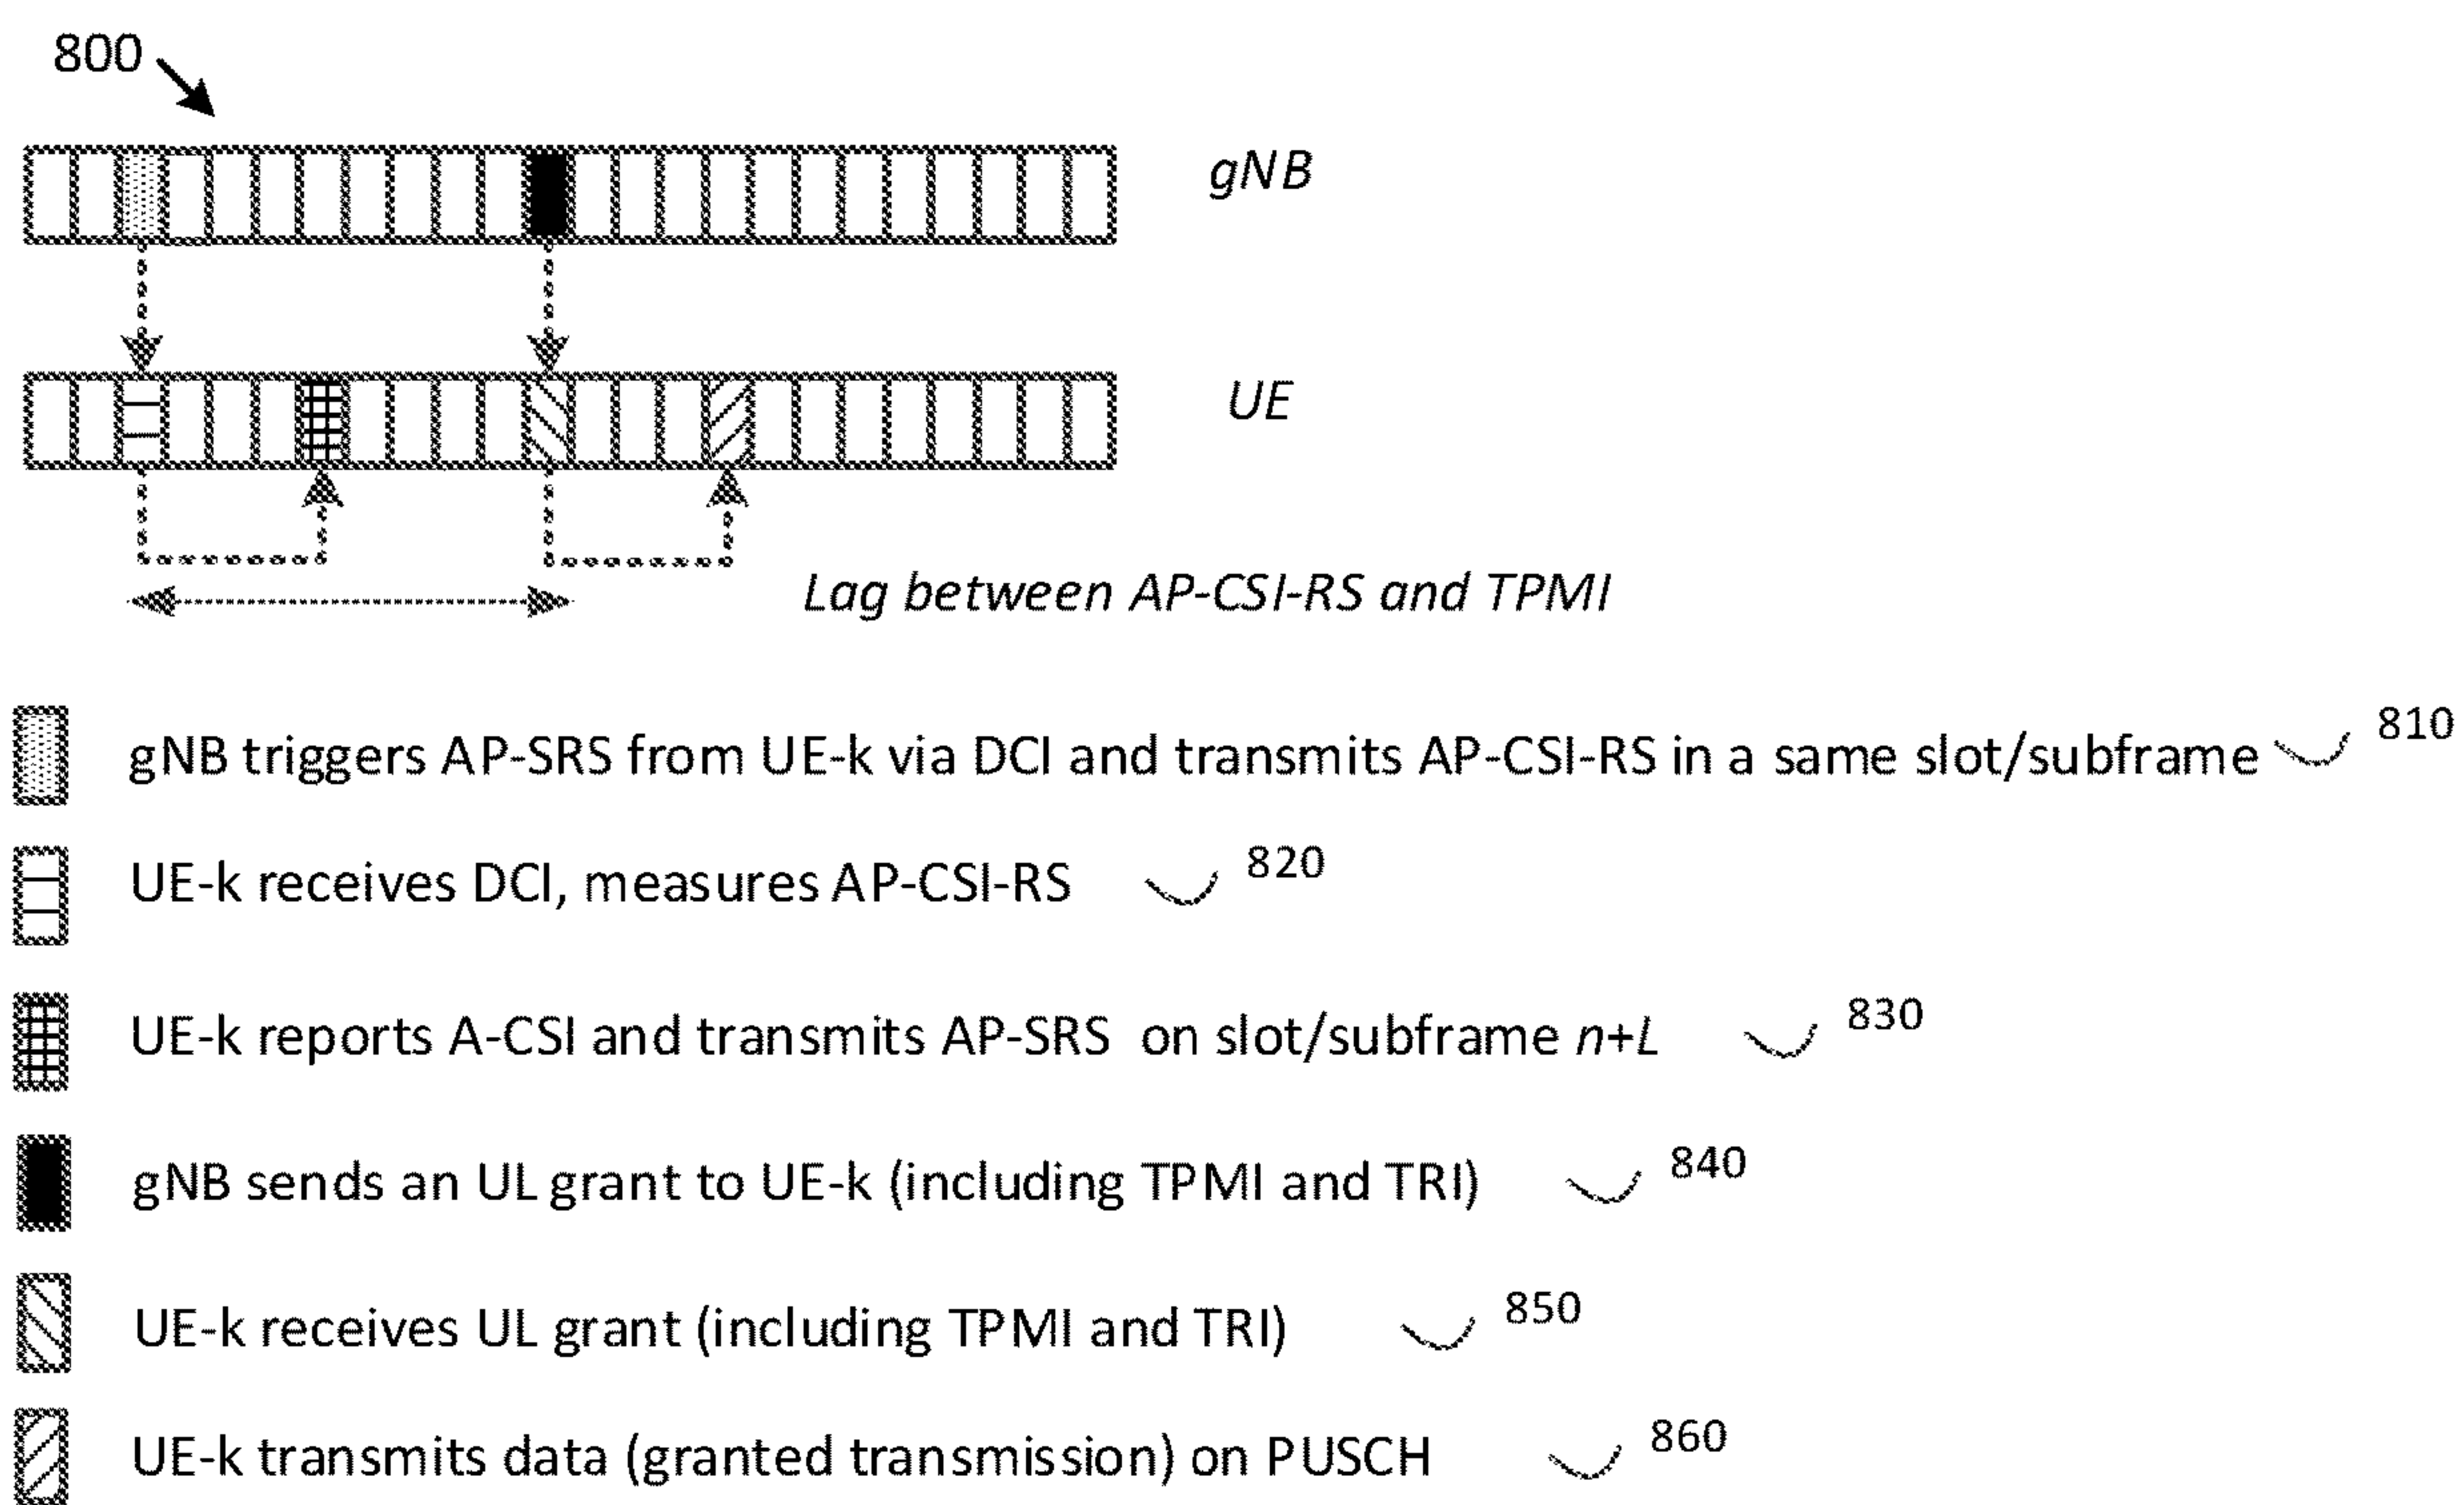 800
gNB
UE
Lag between AP-CSI-RS and TPMI
gNB triggers AP-SRS from UE-k via DCI and transmits AP-CSI-RS in a same slot/subframe 810
UE-k receives DCI, measures AP-CSI-RS 820
UE-k reports A-CSI and transmits AP-SRS on slot/subframe n+L 830
gNB sends an UL grant to UE-k (including TPMI and TRI) 840
UE-k receives UL grant (including TPMI and TRI) 850
UE-k transmits data (granted transmission) on PUSCH 860